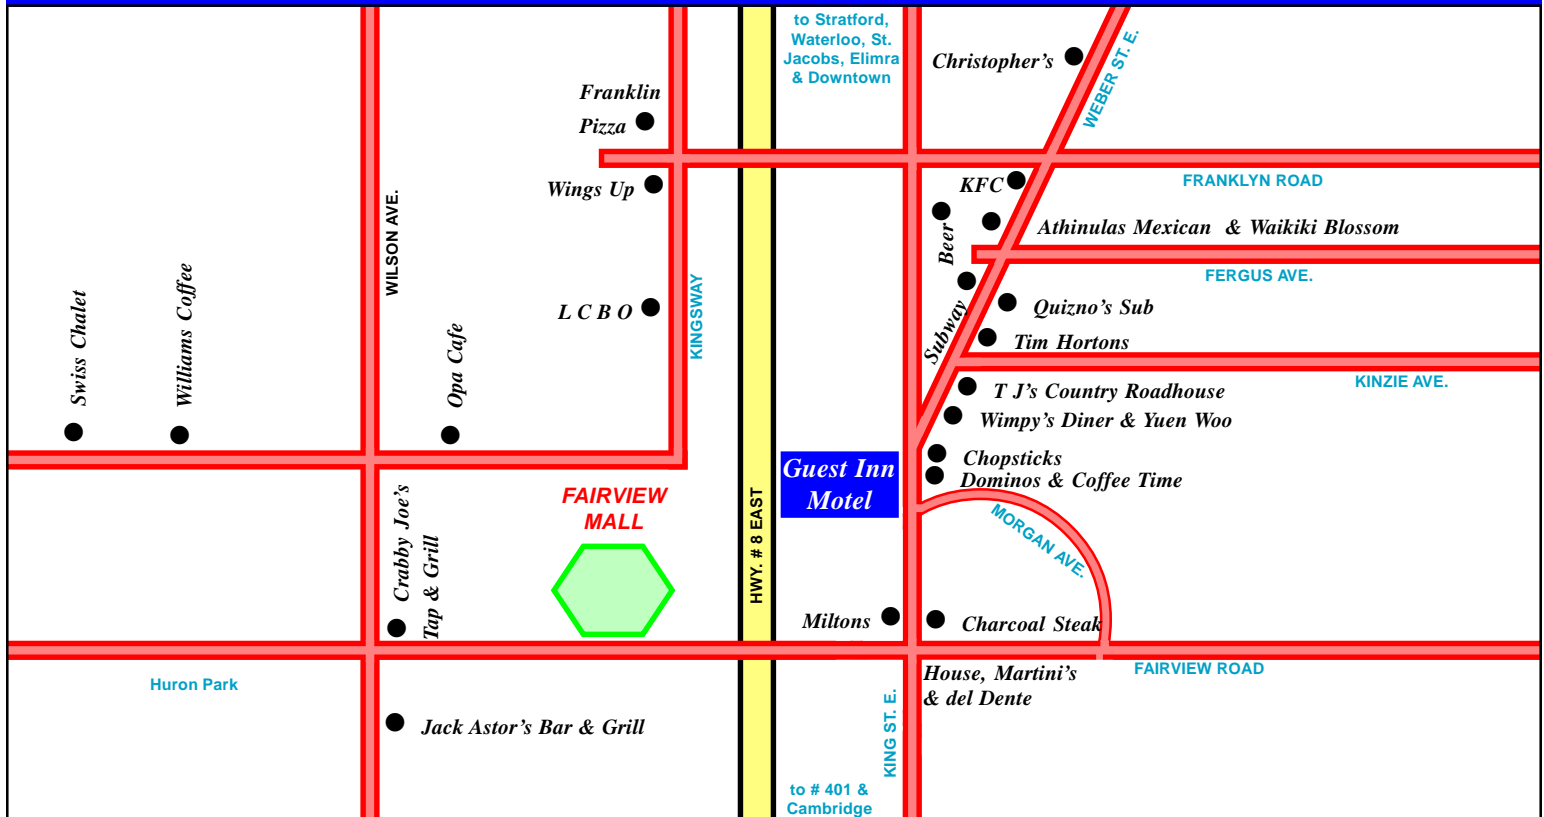 to Stratford,
Waterloo, St.
Jacobs, Elimra
& Downtown
Christopher's
WEBER ST. E.
Franklin
Pizza
Wings Up
KFC
FRANKLYN ROAD
WILSON AVE.
Beer
Athinulas Mexican & Waikiki Blossom
FERGUS AVE.
L C B O
KINGSWAY
Subway
Quizno's Sub
Tim Hortons
KINZIE AVE.
Swiss Chalet
Williams Coffee
Opa Cafe
T J's Country Roadhouse
Wimpy's Diner & Yuen Woo
Chopsticks
Dominos & Coffee Time
Guest Inn
Motel
FAIRVIEW
MALL
HWY. # 8 EAST
MORGAN AVE.
Crabby Joe's
Tap & Grill
Miltons
Charcoal Steak
House, Martini's
& del Dente
FAIRVIEW ROAD
Huron Park
Jack Astor's Bar & Grill
KING ST. E.
to # 401 &
Cambridge